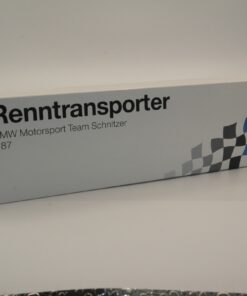 Renntransporter
MW Motorsport Team Schnitzer
87